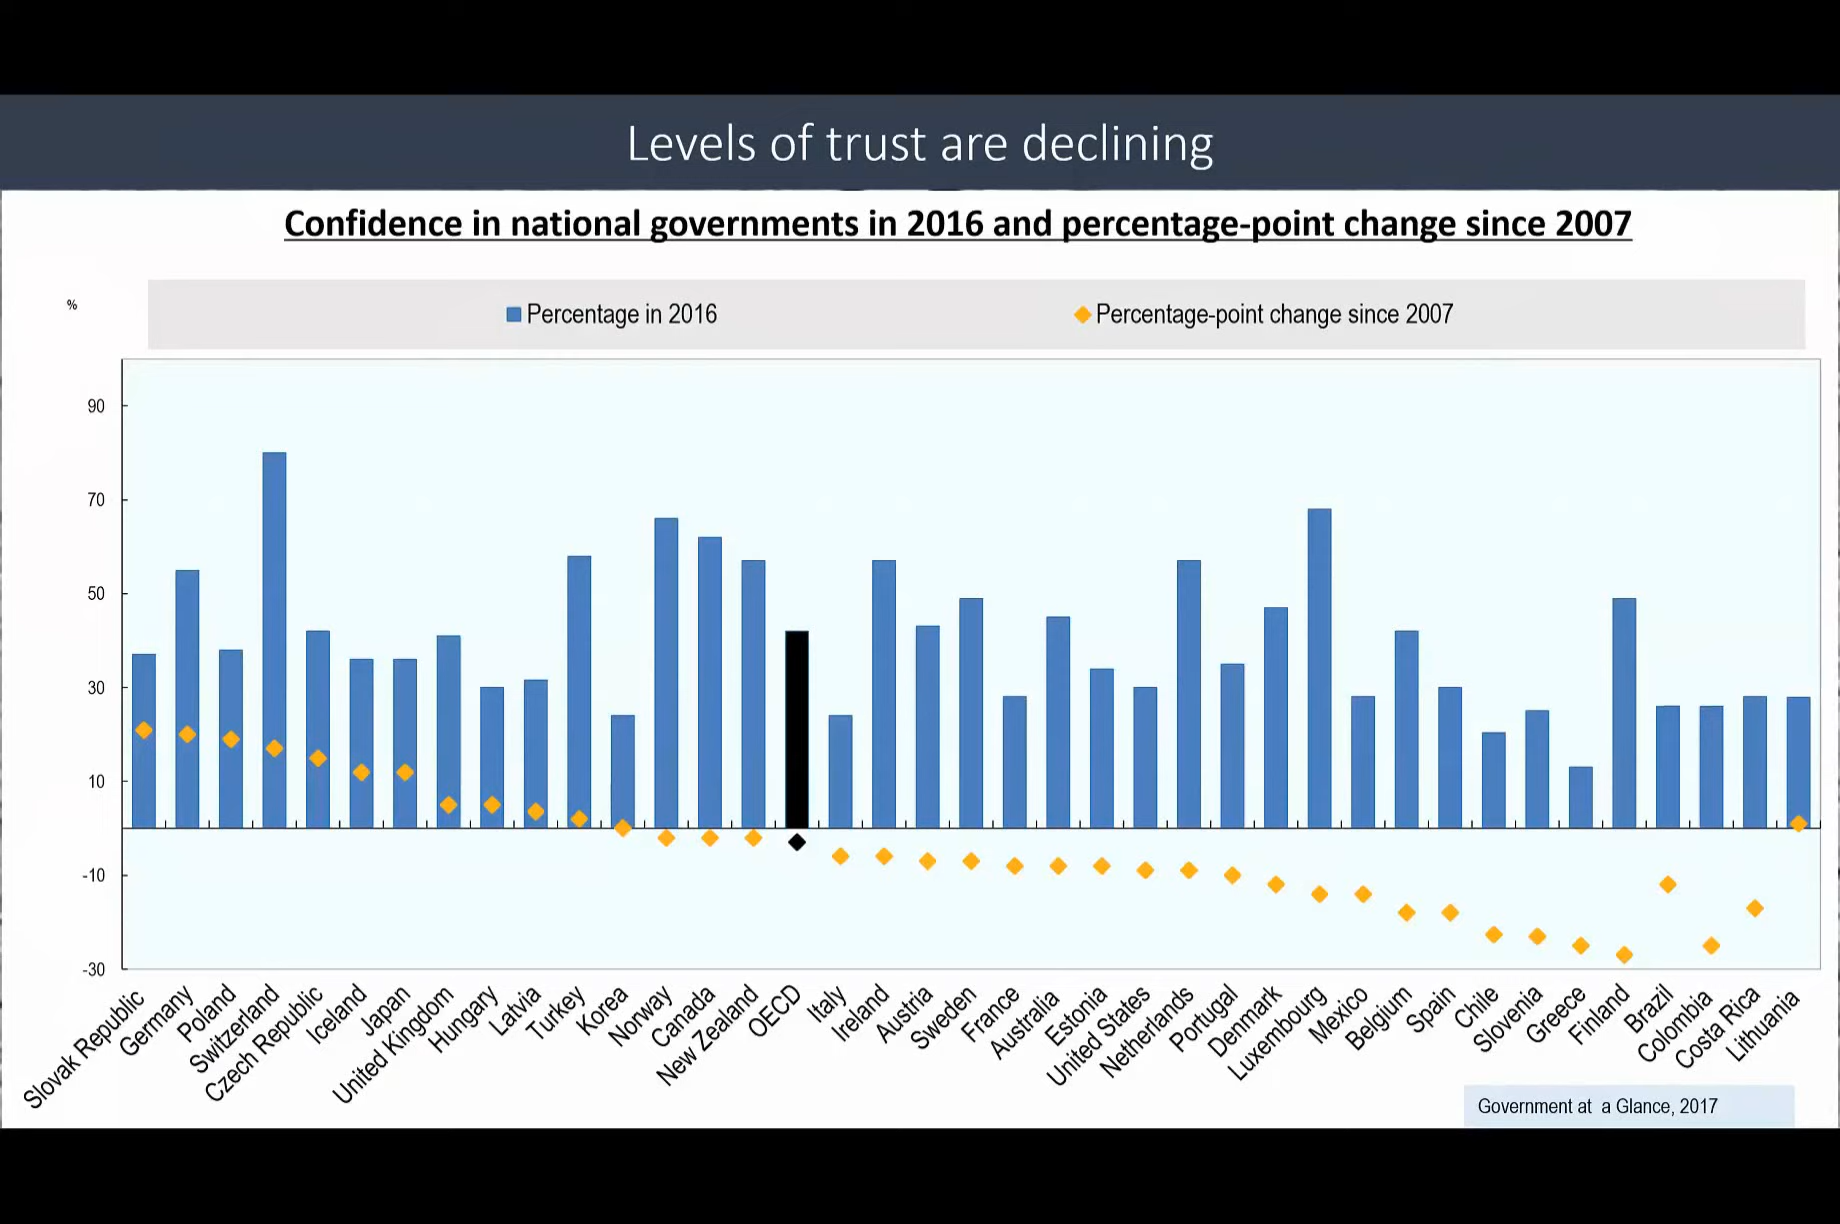 Levels of trust are declining
Confidence in national governments in 2016 and percentage-point change since 2007
%
Percentage in 2016
Percentage-point change since 2007
90
70
50
30
10
-10
-30
Slovak Republic
Germany
Poland
Switzerland
Czech Republic
Iceland
Japan
United Kingdom
Hungary
Latvia
Turkey
Korea
Norway
Canada
New Zealand
OECD
Italy
Ireland
Austria
Sweden
France
Australia
Estonia
United States
Netherlands
Portugal
Denmark
Luxembourg
Mexico
Belgium
Spain
Chile
Slovenia
Greece
Finland
Brazil
Colombia
Costa Rica
Lithuania
Government at a Glance, 2017